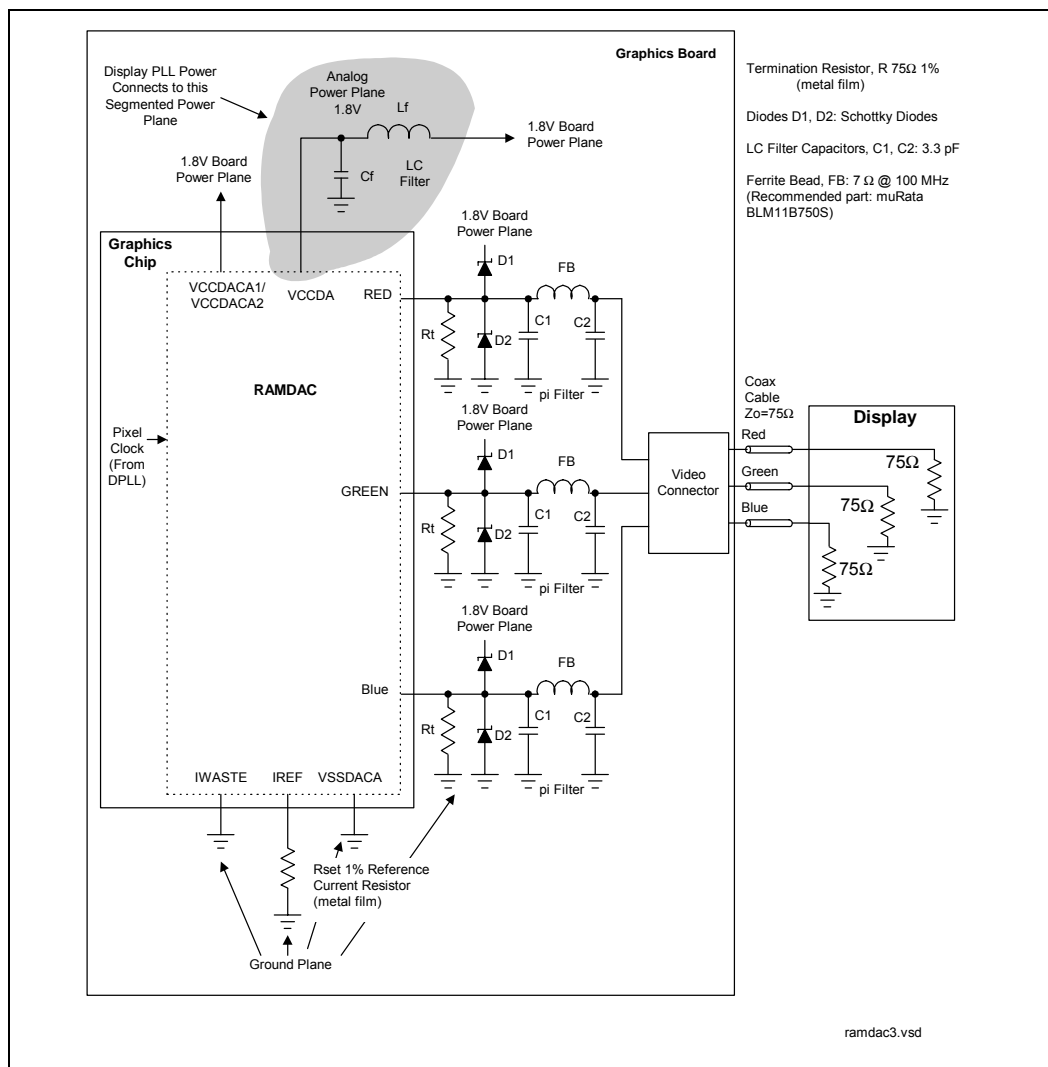 Graphics Board
Display PLL Power
Connects to this
Segmented Power
Plane
Analog
Power Plane
1.8V
Lf
Cf
LC
Filter
1.8V Board
Power Plane
1.8V Board
Power Plane
Termination Resistor, R 75Ω 1%
(metal film)
Diodes D1, D2: Schottky Diodes
LC Filter Capacitors, C1, C2: 3.3 pF
Ferrite Bead, FB: 7 Ω @ 100 MHz
(Recommended part: muRata
BLM11B750S)
Graphics
Chip
VCCDACA1/
VCCDACA2
VCCDA
RED
RAMDAC
Pixel
Clock
(From
DPLL)
GREEN
Blue
IWASTE
IREF
VSSDACA
1.8V Board
Power Plane
D1
FB
Rt
D2
C1
C2
pi Filter
1.8V Board
Power Plane
D1
FB
Rt
D2
C1
C2
pi Filter
1.8V Board
Power Plane
D1
FB
Rt
D2
C1
C2
pi Filter
Video
Connector
Coax
Cable
Zo=75Ω
Red
Green
Blue
Display
75Ω
75Ω
75Ω
Rset 1% Reference
Current Resistor
(metal film)
Ground Plane
ramdac3.vsd